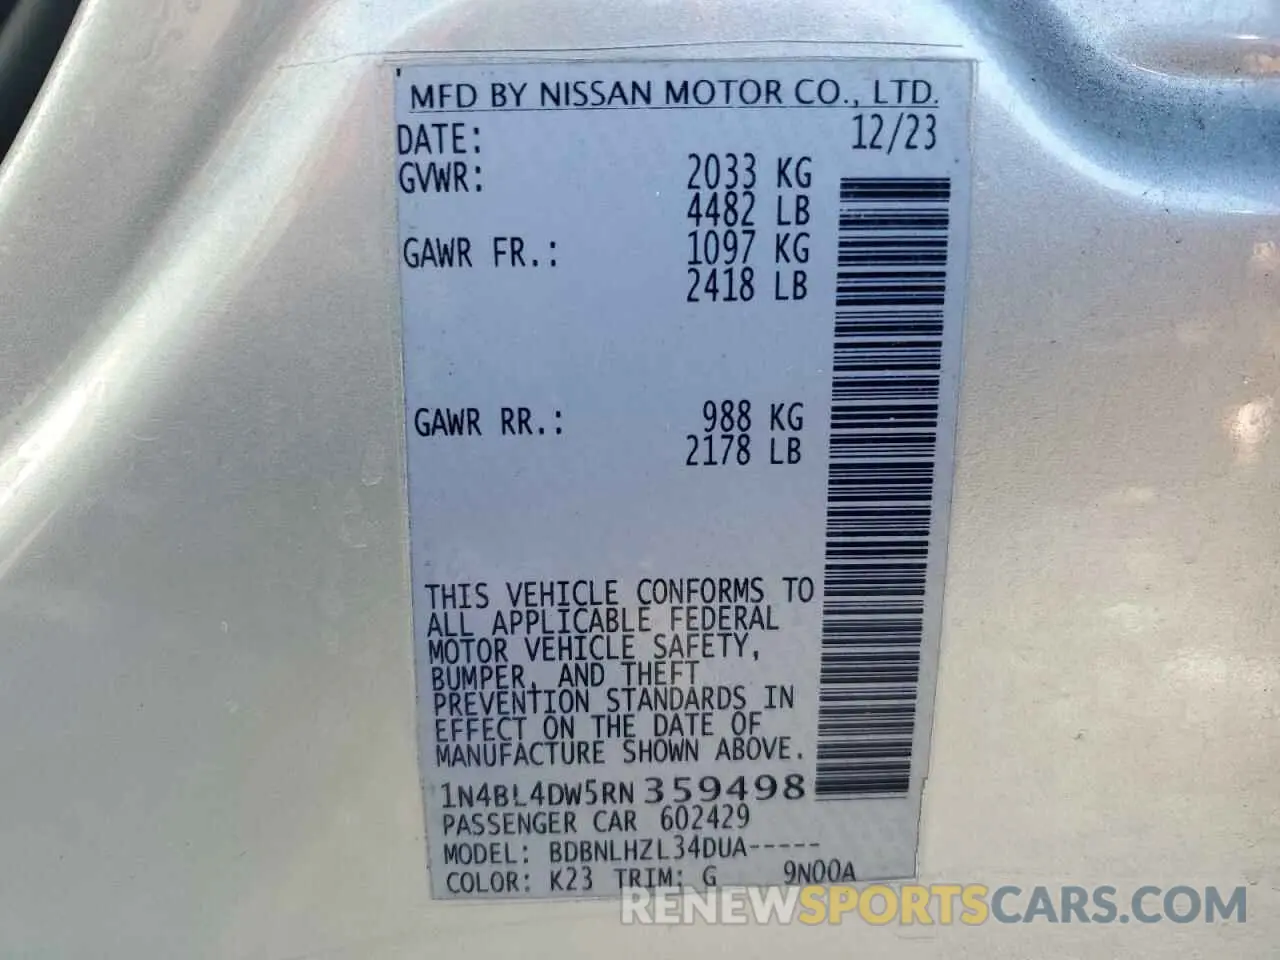 MFD BY NISSAN MOTOR CO., LTD.
DATE: 12/23
GVWR: 2033 KG
4482 LB
GAWR FR.: 1097 KG
2418 LB
GAWR RR.: 988 KG
2178 LB
THIS VEHICLE CONFORMS TO
ALL APPLICABLE FEDERAL
MOTOR VEHICLE SAFETY,
BUMPER, AND THEFT
PREVENTION STANDARDS IN
EFFECT ON THE DATE OF
MANUFACTURE SHOWN ABOVE.
1N4BL4DW5RN359498
PASSENGER CAR 602429
MODEL: BDBNLHZL34DUA-----
COLOR: K23 TRIM: G 9N00A
RENEWSPORTSCARS.COM